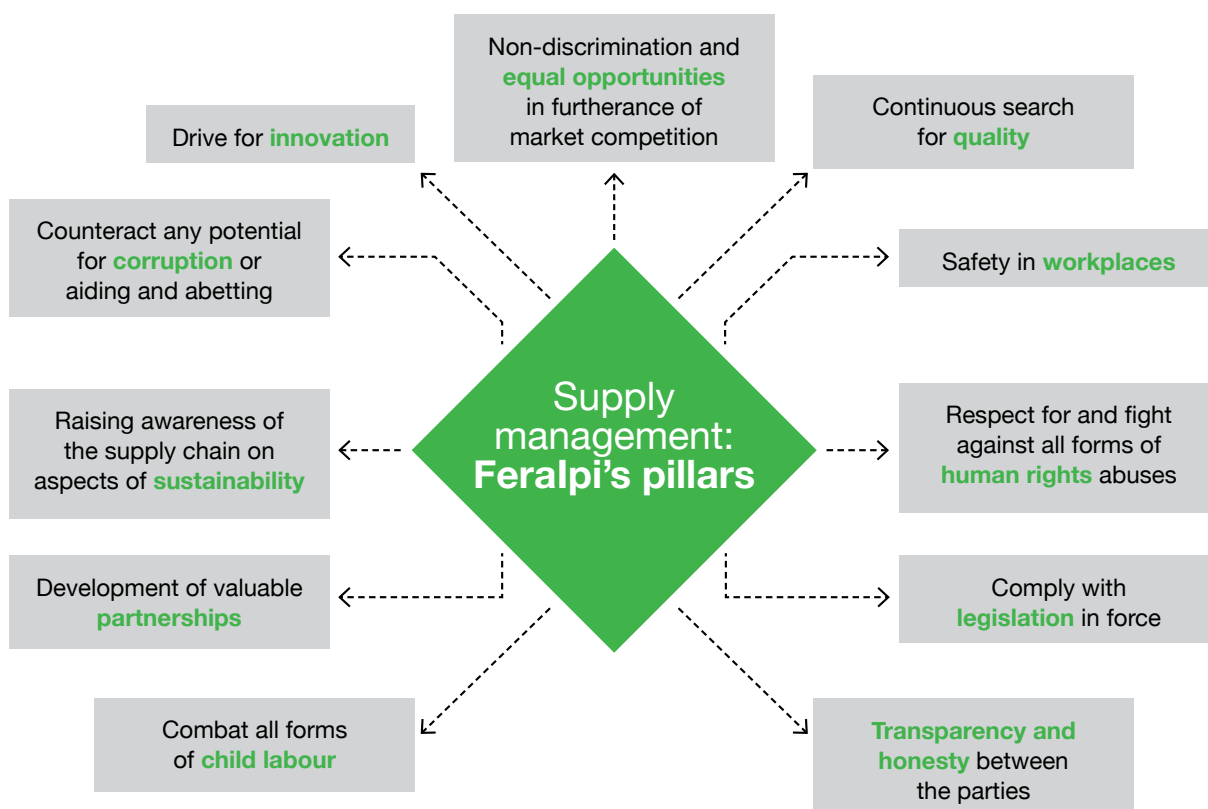 Non-discrimination and
equal opportunities
in furtherance of
market competition
Continuous search
for quality
Drive for innovation
Counteract any potential
for corruption or
aiding and abetting
Safety in workplaces
Supply
management:
Feralpi’s pillars
Raising awareness of
the supply chain on
aspects of sustainability
Respect for and fight
against all forms of
human rights abuses
Development of valuable
partnerships
Comply with
legislation in force
Combat all forms
of child labour
Transparency and
honesty between
the parties